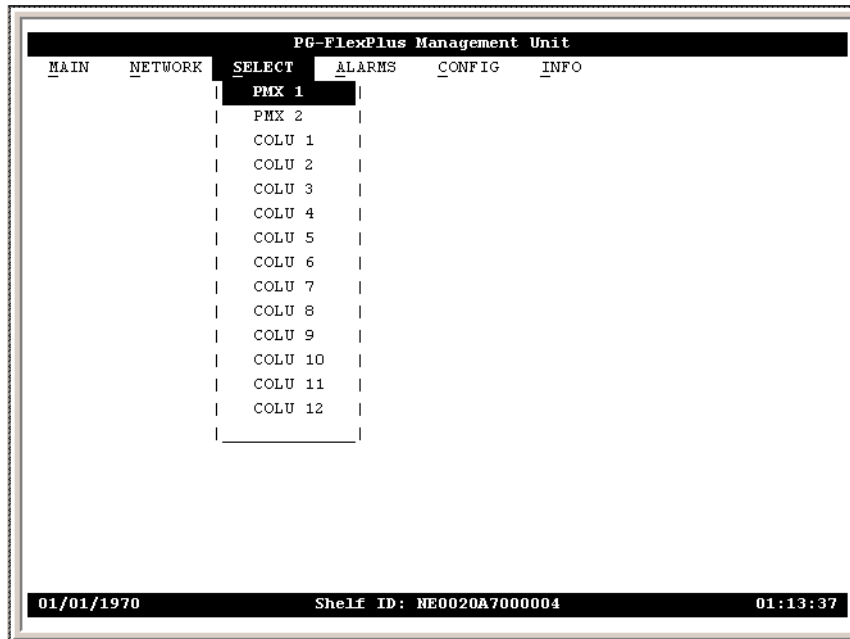 PG-FlexPlus Management Unit
MAIN NETWORK SELECT ALARMS CONFIG INFO
PMX 1
PMX 2
COLU 1
COLU 2
COLU 3
COLU 4
COLU 5
COLU 6
COLU 7
COLU 8
COLU 9
COLU 10
COLU 11
COLU 12
01/01/1970 Shelf ID: NE0020A7000004 01:13:37